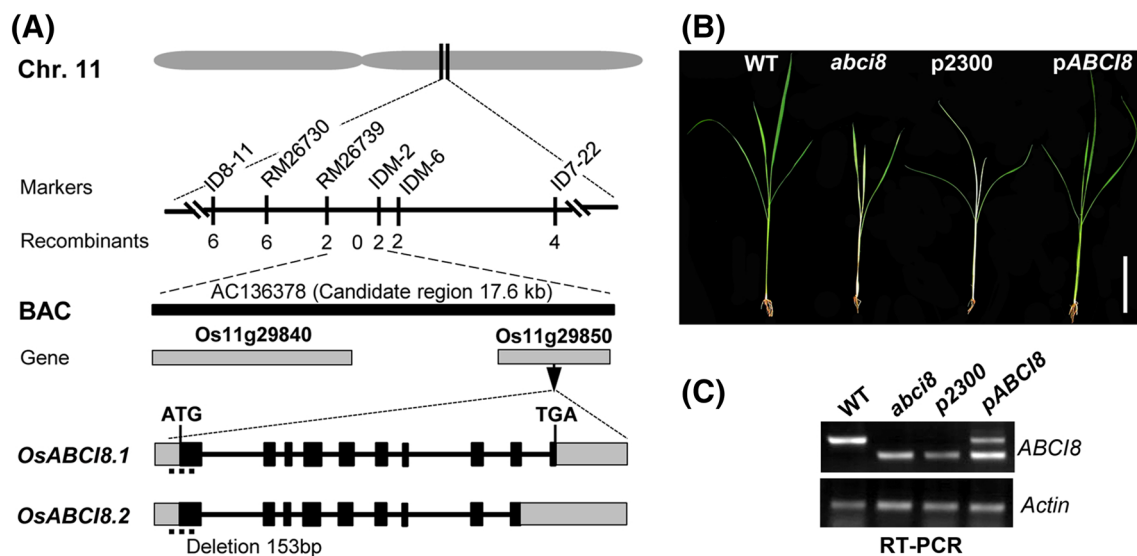 (A)
Chr. 11
Markers
ID8-11
RM26730
RM26739
IDM-2
IDM-6
ID7-22
Recombinants
6 6 2 0 2 2 4
AC136378 (Candidate region 17.6 kb)
BAC
Os11g29840 Os11g29850
Gene
ATG TGA
OsABCI8.1
OsABCI8.2
Deletion 153bp
(B)
WT abci8 p2300 pABCI8
(C)
WT abci8 p2300 pABCI8
ABCI8
Actin
RT-PCR